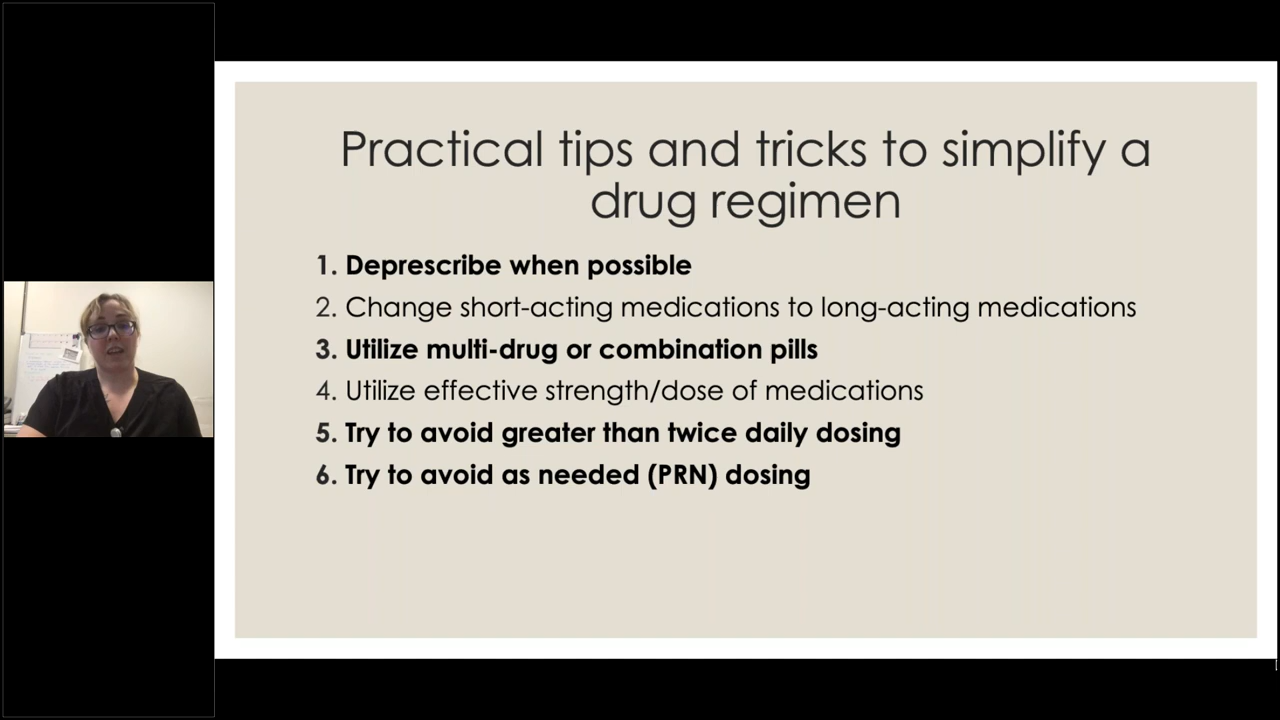 Practical tips and tricks to simplify a
drug regimen
1. Deprescribe when possible
2. Change short-acting medications to long-acting medications
3. Utilize multi-drug or combination pills
4. Utilize effective strength/dose of medications
5. Try to avoid greater than twice daily dosing
6. Try to avoid as needed (PRN) dosing